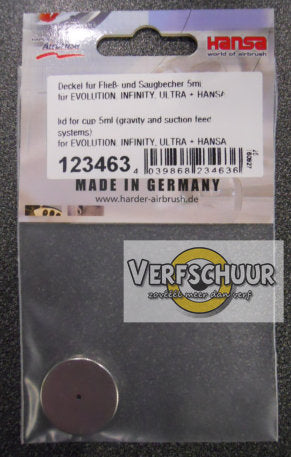 Hansa
world of airbrush
Deckel für Fließ- und Saugbecher 5ml
für EVOLUTION, INFINITY, ULTRA + HANSA
lid for cup 5ml (gravity and suction feed
systems)
for EVOLUTION, INFINITY, ULTRA + HANSA
123463
4 039868 234636
MADE IN GERMANY
www.harder-airbrush.de
VERFSCHUUR
zoveel meer dan verf